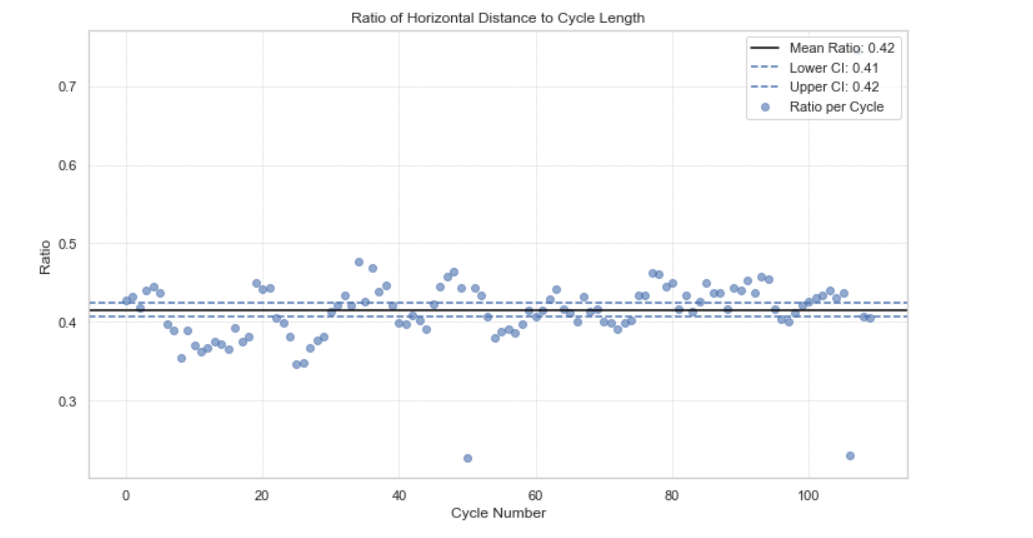 Ratio of Horizontal Distance to Cycle Length
Mean Ratio: 0.42
Lower CI: 0.41
Upper CI: 0.42
Ratio per Cycle
0.7
0.6
0.5
0.4
0.3
Ratio
0 20 40 60 80 100
Cycle Number